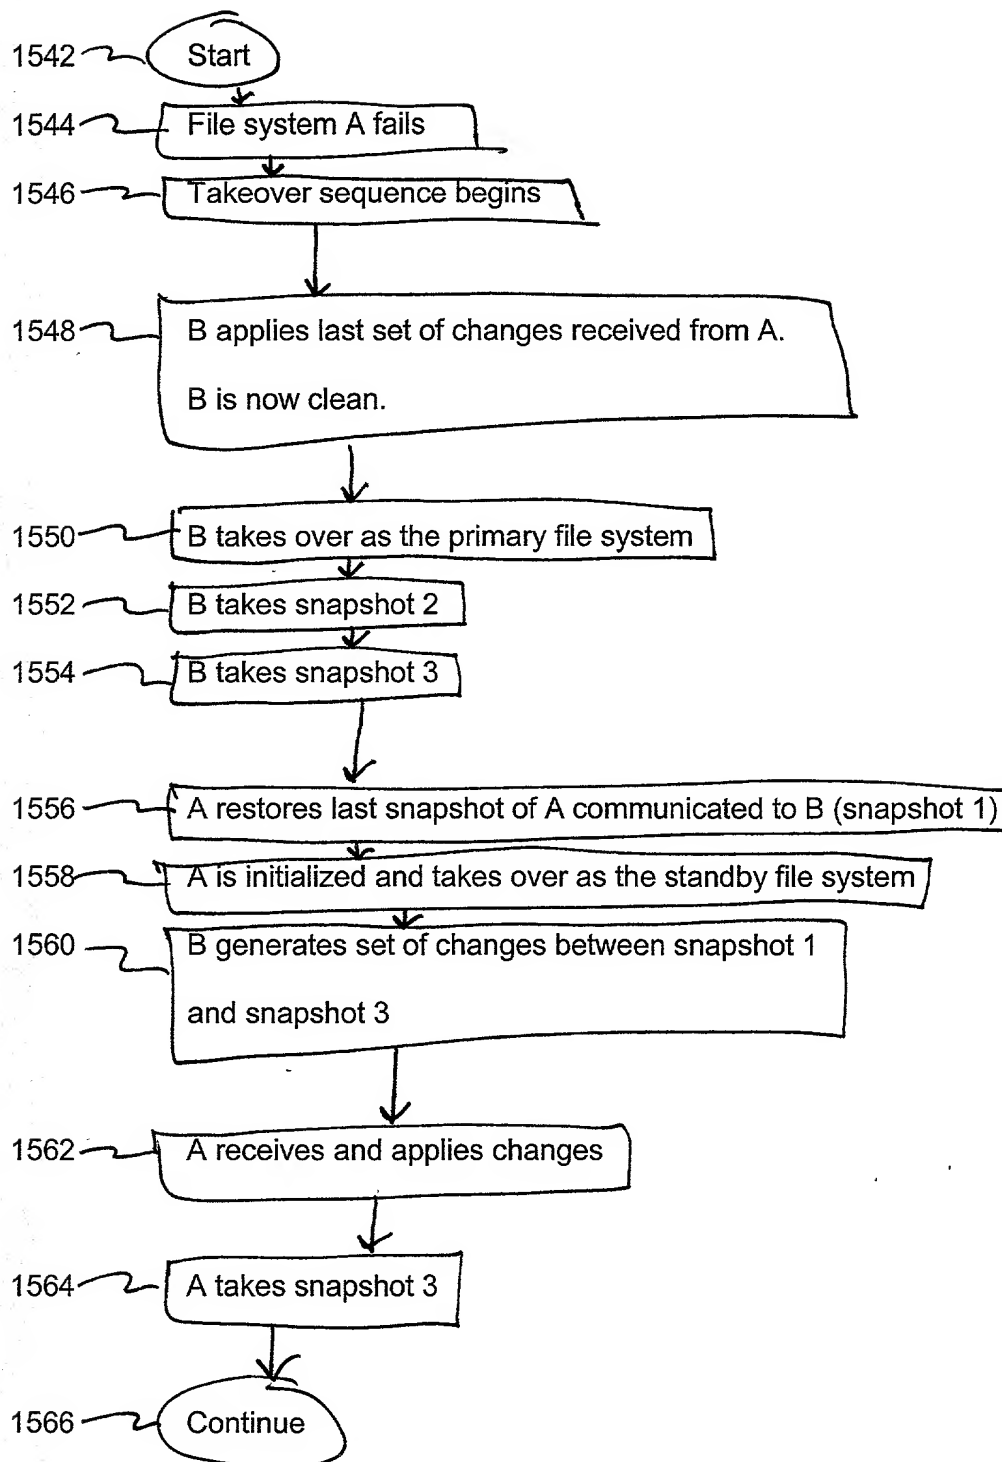 1542 Start
1544 File system A fails
1546 Takeover sequence begins
1548 B applies last set of changes received from A.
B is now clean.
1550 B takes over as the primary file system
1552 B takes snapshot 2
1554 B takes snapshot 3
1556 A restores last snapshot of A communicated to B (snapshot 1)
1558 A is initialized and takes over as the standby file system
1560 B generates set of changes between snapshot 1
and snapshot 3
1562 A receives and applies changes
1564 A takes snapshot 3
1566 Continue